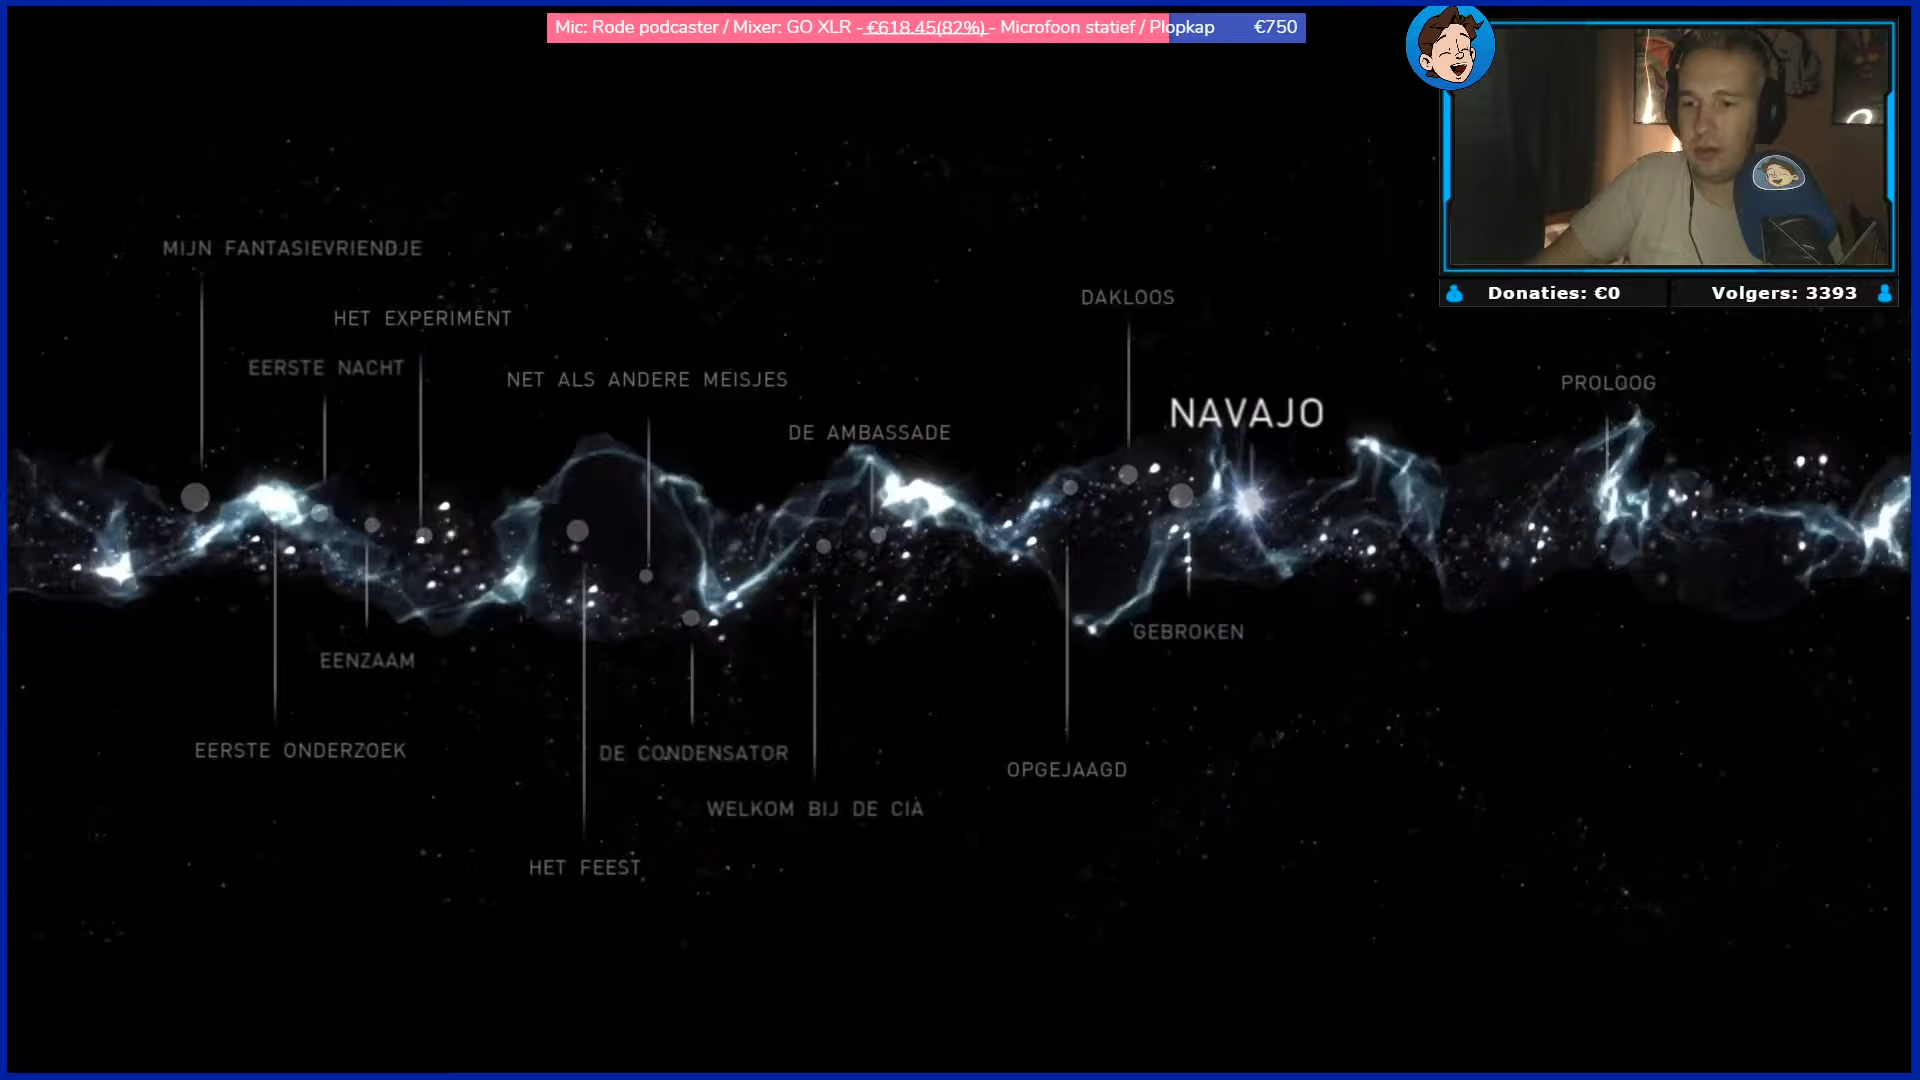 Mic: Rode podcaster / Mixer: GO XLR - €618.45(82%) - Microfoon statief / Plopkap €750
Donaties: €0 Volgers: 3393
MIJN FANTASIEVRIENDJE
DAKLOOS
HET EXPERIMENT
EERSTE NACHT
NET ALS ANDERE MEISJES
PROLOOG
NAVAJO
DE AMBASSADE
GEBROKEN
EENZAAM
EERSTE ONDERZOEK
DE CONDENSATOR
OPGEJAAGD
WELKOM BIJ DE CIA
HET FEEST